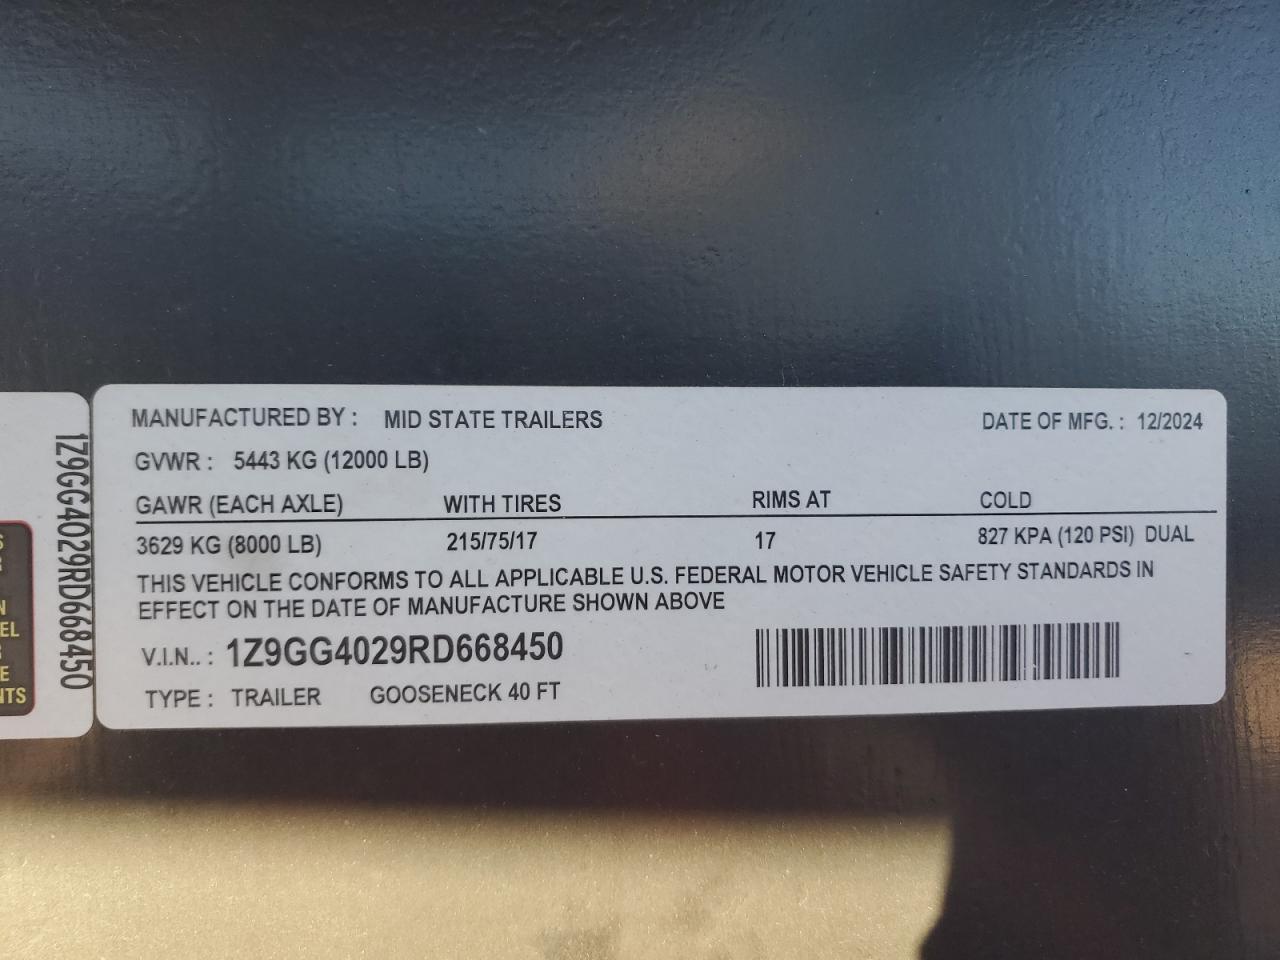 MANUFACTURED BY : MID STATE TRAILERS DATE OF MFG. : 12/2024
GVWR : 5443 KG (12000 LB)
GAWR (EACH AXLE) WITH TIRES RIMS AT COLD
3629 KG (8000 LB) 215/75/17 17 827 KPA (120 PSI) DUAL
THIS VEHICLE CONFORMS TO ALL APPLICABLE U.S. FEDERAL MOTOR VEHICLE SAFETY STANDARDS IN
EFFECT ON THE DATE OF MANUFACTURE SHOWN ABOVE
V.I.N.. : 1Z9GG4029RD668450
TYPE : TRAILER GOOSENECK 40 FT
1Z9GG4029RD668450